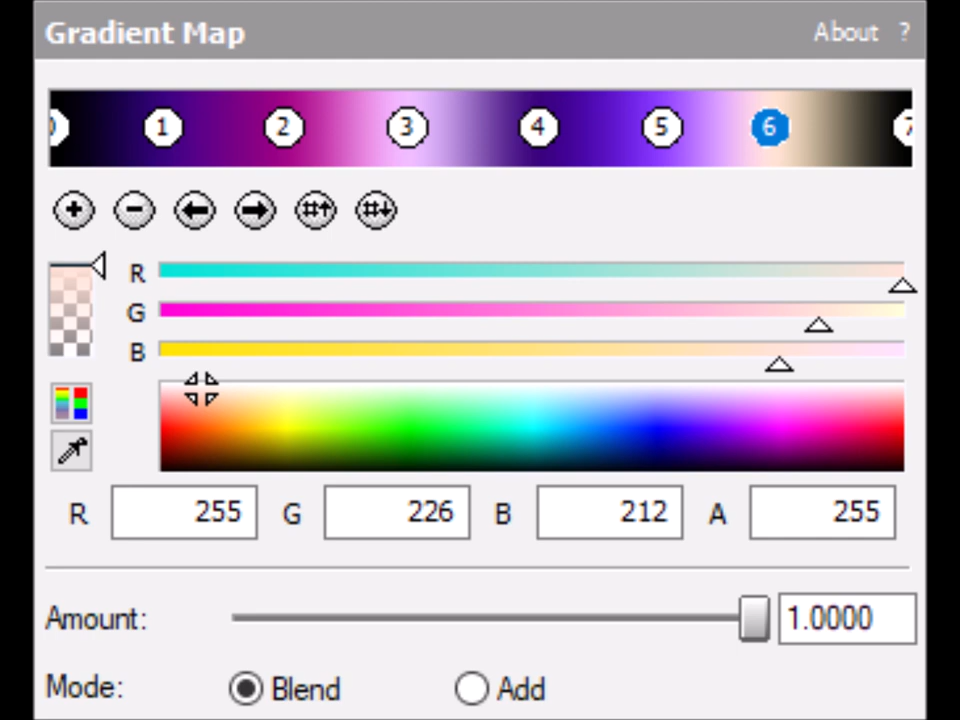 Gradient Map About ?
1 2 3 4 5 6 7
R
G
B
R 255 G 226 B 212 A 255
Amount: 1.0000
Mode: Blend Add